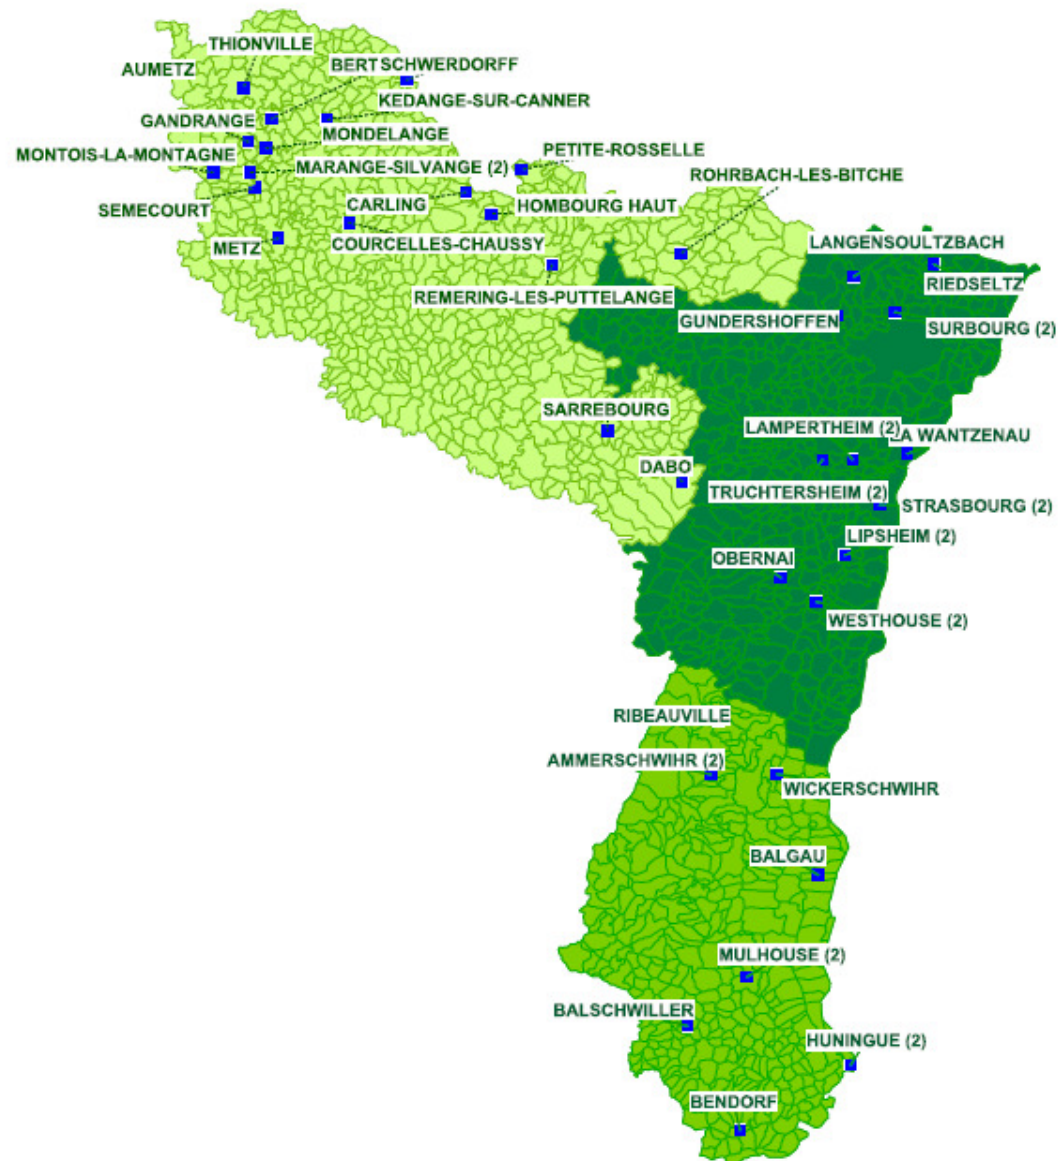 THIONVILLE
AUMETZ
BERT
SCHWERDORFF
KEDANGE-SUR-CANNER
GANDRANGE
MONDELANGE
MONTOIS-LA-MONTAGNE
MARANGE-SILVANGE (2)
PETITE-ROSSELLE
ROHRBACH-LES-BITCHE
SEMECOURT
CARLING
HOMBOURG HAUT
METZ
COURCELLES-CHAUSSY
LANGENSOULTZBACH
RIEDSELTZ
REMERING-LES-PUTTELANGE
GUNDERSHOFFEN
SURBOURG (2)
SARREBOURG
LAMPERTHEIM (2)
LA WANTZENAU
DABO
TRUCHTERSHEIM (2)
STRASBOURG (2)
LIPSHEIM (2)
OBERNAI
WESTHOUSE (2)
RIBEAUVILLE
AMMERSCHWIHR (2)
WICKERSCHWIHR
BALGAU
MULHOUSE (2)
BALSCHWILLER
HUNINGUE (2)
BENDORF